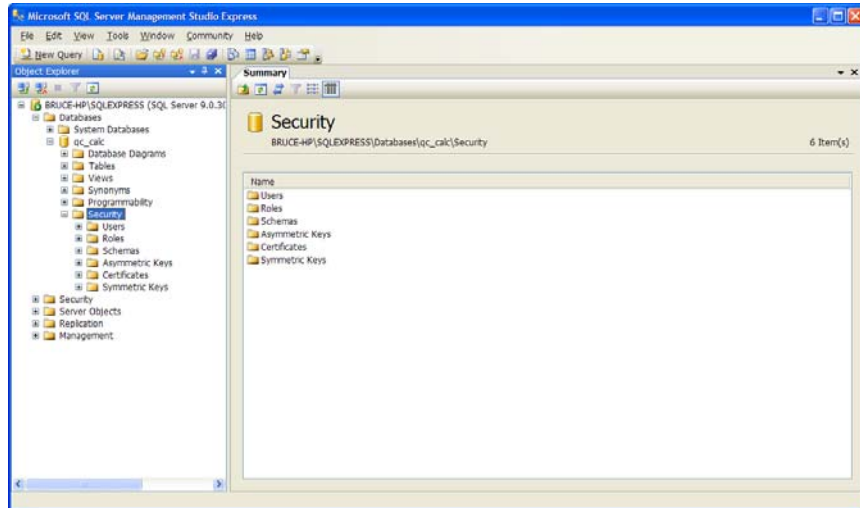 Microsoft SQL Server Management Studio Express
File Edit View Tools Window Community Help
New Query
Object Explorer
Summary
BRUCE-HP\SQLEXPRESS (SQL Server 9.0.30
Databases
System Databases
qc_calc
Database Diagrams
Tables
Views
Synonyms
Programmability
Security
Users
Roles
Schemas
Asymmetric Keys
Certificates
Symmetric Keys
Security
Server Objects
Replication
Management
Security
BRUCE-HP\SQLEXPRESS\Databases\qc_calc\Security
6 Item(s)
Name
Users
Roles
Schemas
Asymmetric Keys
Certificates
Symmetric Keys